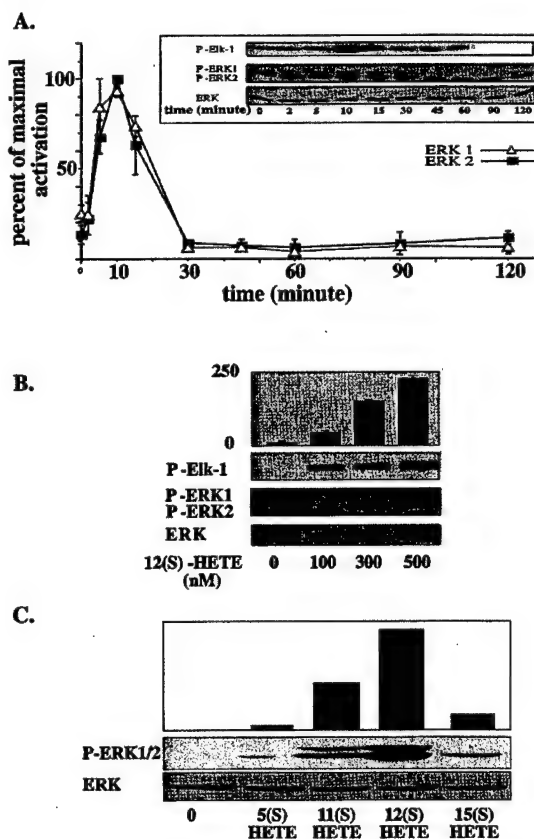 A.
P-Elk-1
P-ERK1
P-ERK2
ERK
time (minute) 0 2 5 10 15 30 45 60 90 120
ERK 1
ERK 2
percent of maximal
activation
100
50
0 10 30 60 90 120
time (minute)
B.
250
0
P-Elk-1
P-ERK1
P-ERK2
ERK
12(S) -HETE 0 100 300 500
(nM)
C.
P-ERK1/2
ERK
0 5(S) 11(S) 12(S) 15(S)
HETE HETE HETE HETE